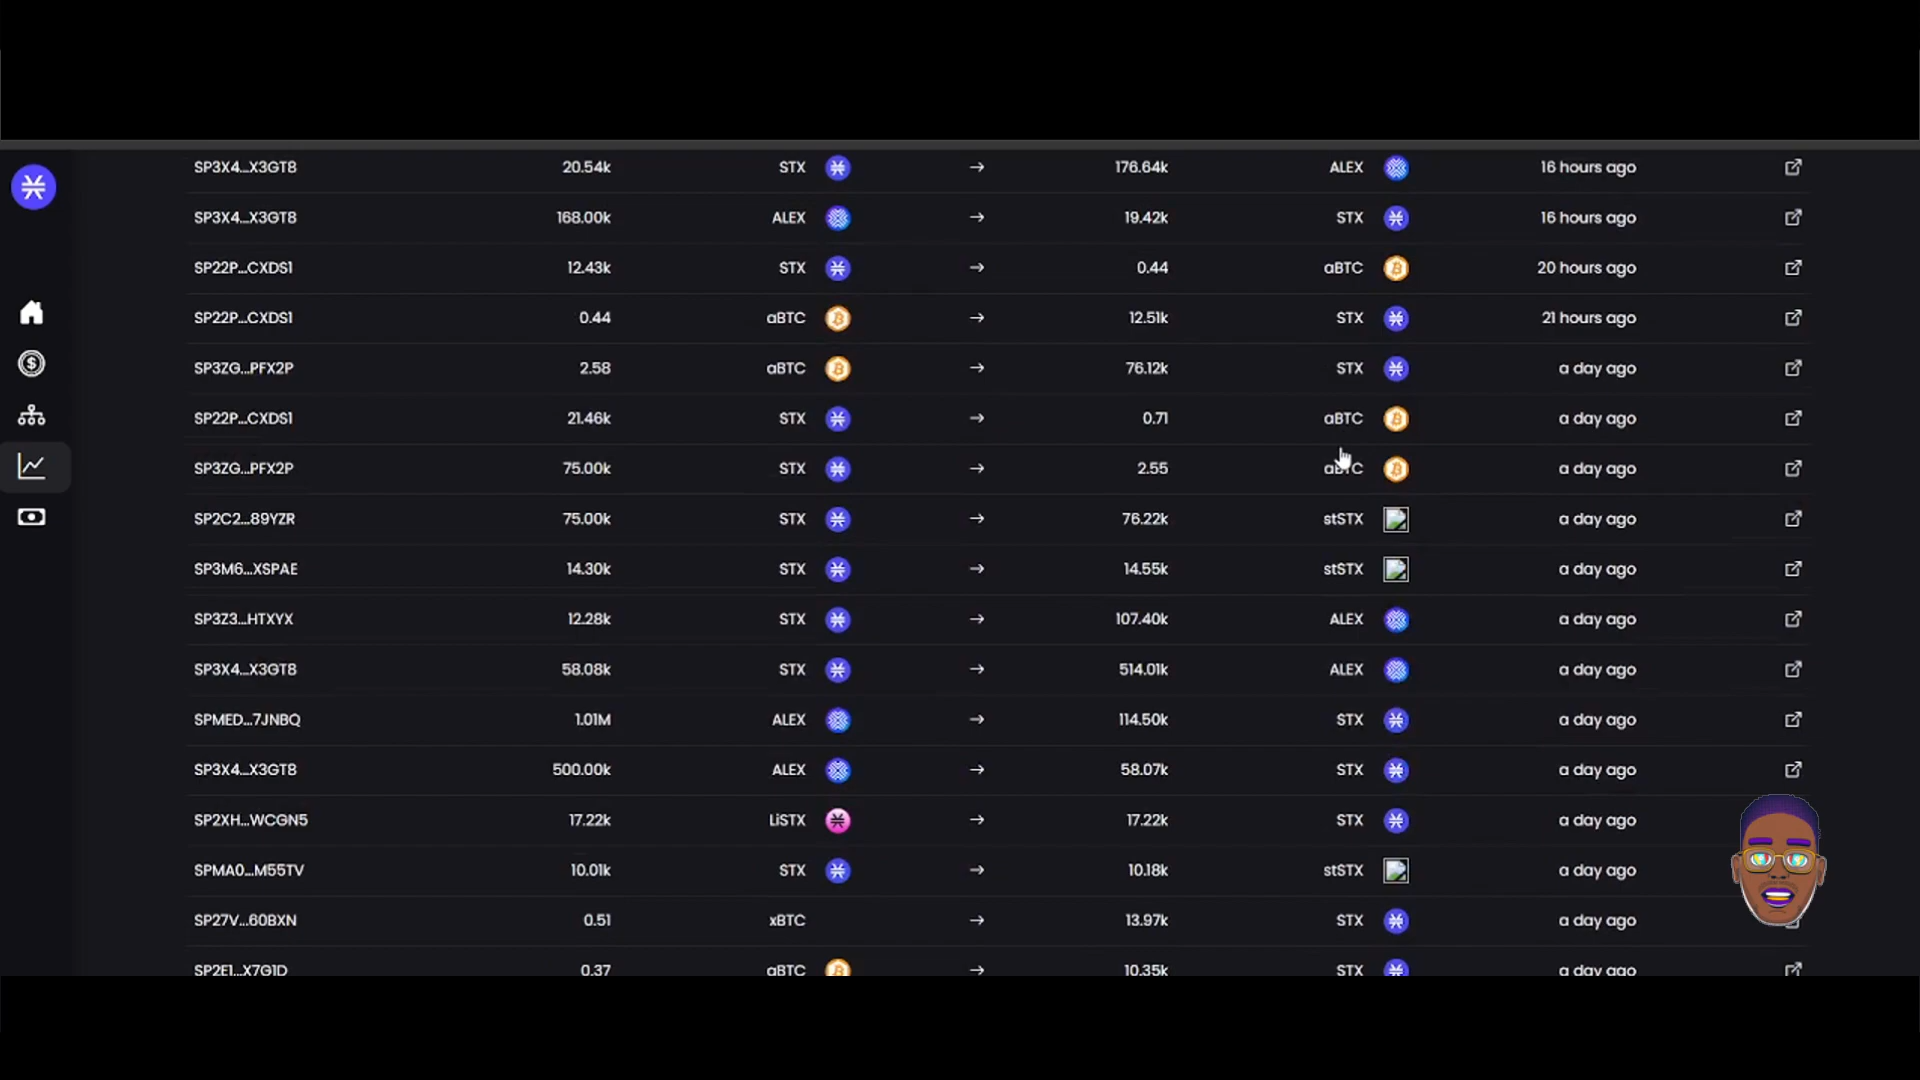 SP3X4...X3GT8 20.54k STX → 176.64k ALEX 16 hours ago
SP3X4...X3GT8 168.00k ALEX → 19.42k STX 16 hours ago
SP22P...CXDS1 12.43k STX → 0.44 aBTC 20 hours ago
SP22P...CXDS1 0.44 aBTC → 12.51k STX 21 hours ago
SP3ZG...PFX2P 2.58 aBTC → 76.12k STX a day ago
SP22P...CXDS1 21.46k STX → 0.71 aBTC a day ago
SP3ZG...PFX2P 75.00k STX → 2.55 aBTC a day ago
SP2C2...89YZR 75.00k STX → 76.22k stSTX a day ago
SP3M6...XSPAE 14.30k STX → 14.55k stSTX a day ago
SP3Z3...HTXYX 12.28k STX → 107.40k ALEX a day ago
SP3X4...X3GT8 58.08k STX → 514.01k ALEX a day ago
SPMED...7JNBQ 1.01M ALEX → 114.50k STX a day ago
SP3X4...X3GT8 500.00k ALEX → 58.07k STX a day ago
SP2XH...WCGN5 17.22k LiSTX → 17.22k STX a day ago
SPMA0...M55TV 10.01k STX → 10.18k stSTX a day ago
SP27V...60BXN 0.51 xBTC → 13.97k STX a day ago
SP2E1...X7G1D 0.37 aBTC → 10.35k STX a day ago